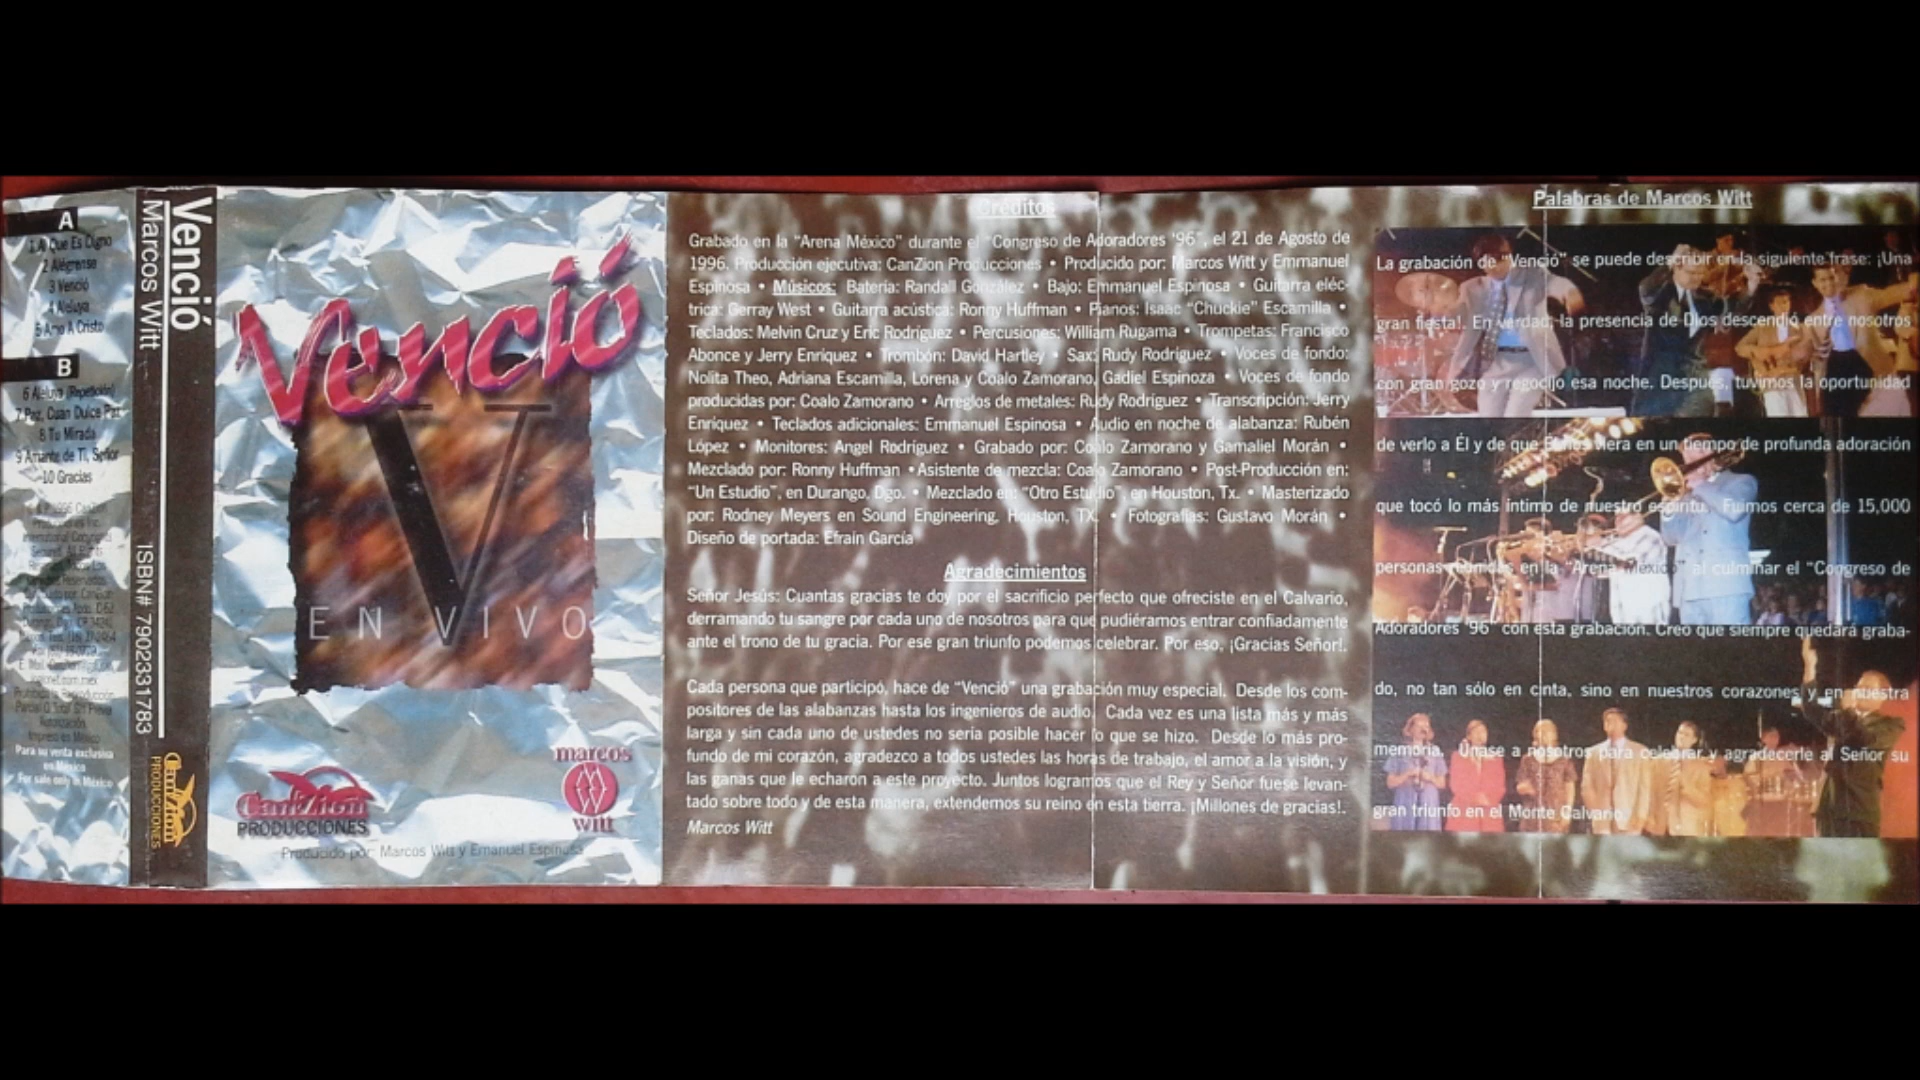 A
1 A Que Es Digno
2 Alégrense
3 Venció
4 Aleluya
5 Amo A Cristo
B
6 Aleluya (Repetición)
7 Paz, Cuan Dulce Paz
8 Tu Mirada
9 Amante de Ti, Señor
10 Gracias
Para su venta exclusiva
en México
For sale only in México
Venció
Marcos Witt
ISBN# 7902331783
CanZion
PRODUCCIONES
Venció
V
EN VIVO
CanZion
PRODUCCIONES
marcos
witt
Producido por: Marcos Witt y Emanuel Espinosa
Créditos
Grabado en la “Arena México” durante el “Congreso de Adoradores '96”, el 21 de Agosto de
1996. Producción ejecutiva: CanZion Producciones • Producido por: Marcos Witt y Emmanuel
Espinosa • Músicos: Batería: Randall González • Bajo: Emmanuel Espinosa • Guitarra eléc-
trica: Gerray West • Guitarra acústica: Ronny Huffman • Pianos: Isaac “Chuckie” Escamilla •
Teclados: Melvin Cruz y Eric Rodríguez • Percusiones: William Rugama • Trompetas: Francisco
Abonce y Jerry Enríquez • Trombón: David Hartley • Sax: Rudy Rodríguez • Voces de fondo:
Nolita Theo, Adriana Escamilla, Lorena y Coalo Zamorano, Gadiel Espinoza • Voces de fondo
producidas por: Coalo Zamorano • Arreglos de metales: Rudy Rodríguez • Transcripción: Jerry
Enríquez • Teclados adicionales: Emmanuel Espinosa • Audio en noche de alabanza: Rubén
López • Monitores: Angel Rodríguez • Grabado por: Coalo Zamorano y Gamaliel Morán •
Mezclado por: Ronny Huffman •Asistente de mezcla: Coalo Zamorano • Post-Producción en:
“Un Estudio”, en Durango, Dgo. • Mezclado en: “Otro Estudio”, en Houston, Tx. • Masterizado
por: Rodney Meyers en Sound Engineering, Houston, TX. • Fotografías: Gustavo Morán •
Diseño de portada: Efraín García
Agradecimientos
Señor Jesús: Cuantas gracias te doy por el sacrificio perfecto que ofreciste en el Calvario,
derramando tu sangre por cada uno de nosotros para que pudiéramos entrar confiadamente
ante el trono de tu gracia. Por ese gran triunfo podemos celebrar. Por eso, ¡Gracias Señor!.
Cada persona que participó, hace de “Venció” una grabación muy especial. Desde los com-
positores de las alabanzas hasta los ingenieros de audio. Cada vez es una lista más y más
larga y sin cada uno de ustedes no sería posible hacer lo que se hizo. Desde lo más pro-
fundo de mi corazón, agradezco a todos ustedes las horas de trabajo, el amor a la visión, y
las ganas que le echaron a este proyecto. Juntos logramos que el Rey y Señor fuese levan-
tado sobre todo y de esta manera, extendemos su reino en esta tierra. ¡Millones de gracias!.
Marcos Witt
Palabras de Marcos Witt
La grabación de “Venció” se puede describir en la siguiente frase: ¡Una
gran fiesta!. En verdad, la presencia de Dios descendió entre nosotros
con gran gozo y regocijo esa noche. Después, tuvimos la oportunidad
de verlo a Él y de que Él nos viera en un tiempo de profunda adoración
que tocó lo más íntimo de nuestro espíritu. Fuimos cerca de 15,000
personas reunidas en la “Arena México” al culminar el “Congreso de
Adoradores '96” con esta grabación. Creo que siempre quedará graba-
do, no tan sólo en cinta, sino en nuestros corazones y en nuestra
memoria. Únase a nosotros para celebrar y agradecerle al Señor su
gran triunfo en el Monte Calvario.